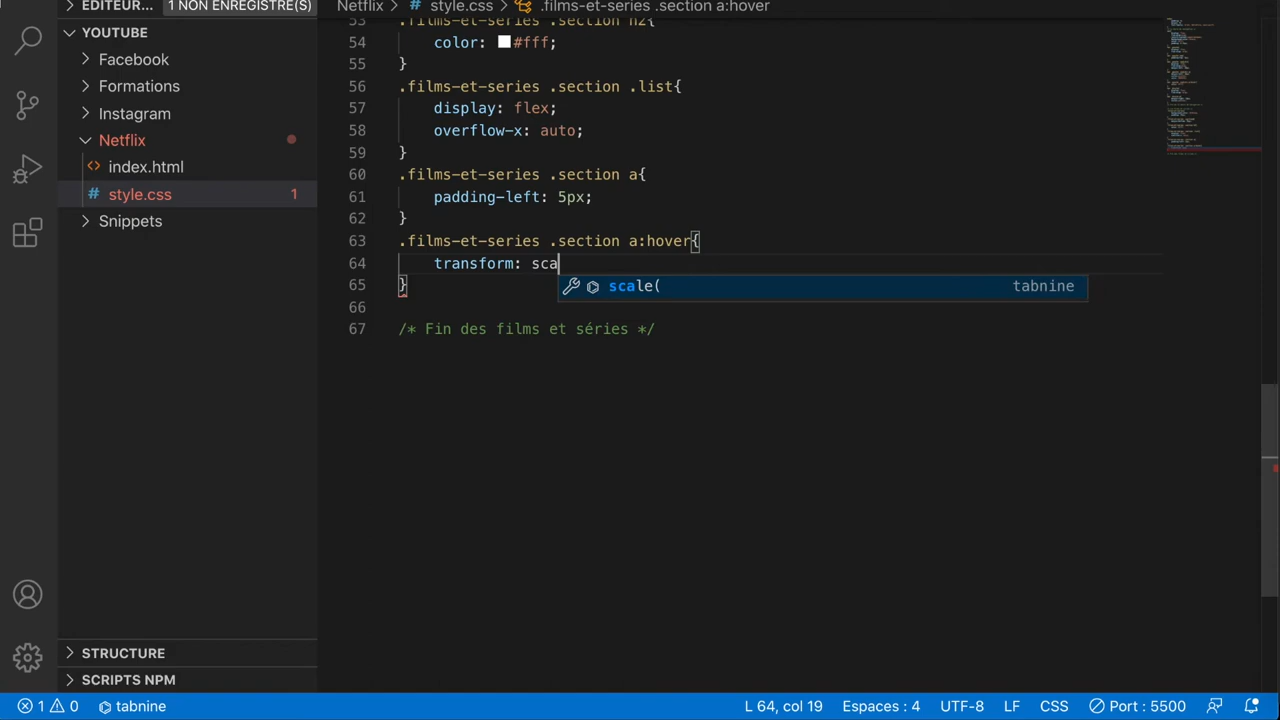 EDITEUR...
1 NON ENREGISTRÉ(S)
YOUTUBE
Facebook
Formations
Instagram
Netflix
<> index.html
# style.css 1
Snippets
STRUCTURE
SCRIPTS NPM
Netflix > # style.css > .films-et-series .section a:hover
53 .films-et-series .section h2{
54 color: #fff;
55 }
56 .films-et-series .section .list{
57 display: flex;
58 overflow-x: auto;
59 }
60 .films-et-series .section a{
61 padding-left: 5px;
62 }
63 .films-et-series .section a:hover{
64 transform: sca
scale( tabnine
65 }
66
67 /* Fin des films et séries */
1 0 tabnine
L 64, col 19 Espaces : 4 UTF-8 LF CSS Port : 5500